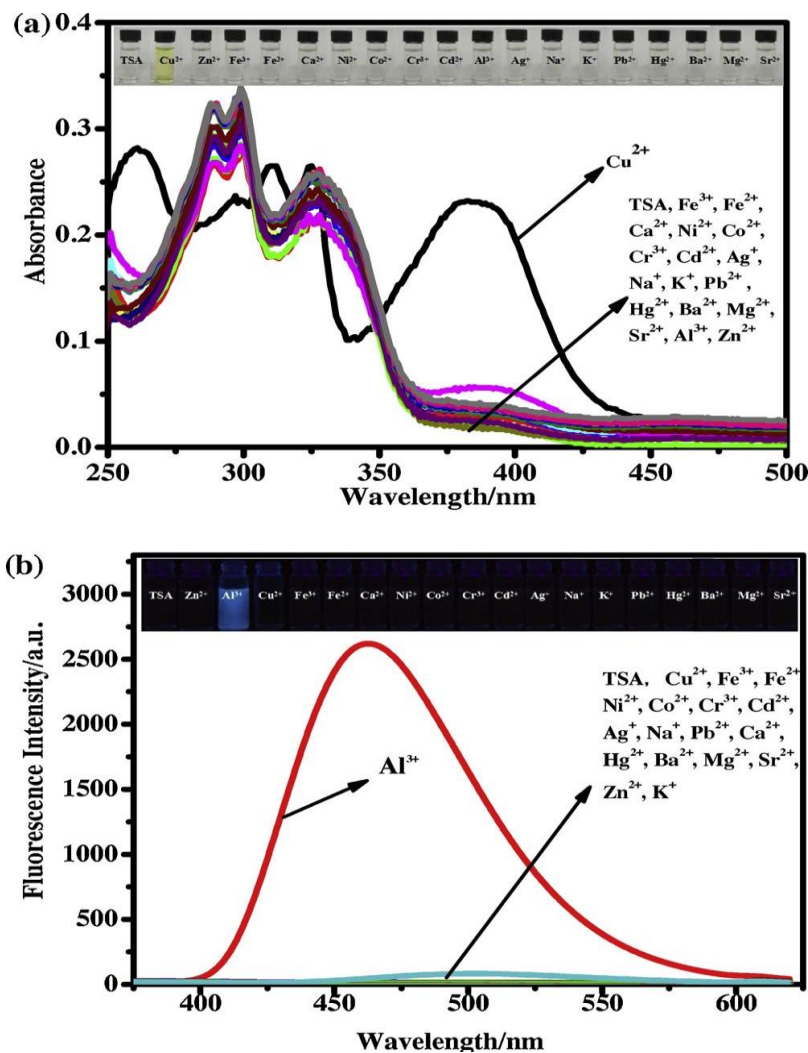 (a)
TSA Cu²⁺ Zn²⁺ Fe³⁺ Fe²⁺ Ca²⁺ Ni²⁺ Co²⁺ Cr³⁺ Cd²⁺ Al³⁺ Ag⁺ Na⁺ K⁺ Pb²⁺ Hg²⁺ Ba²⁺ Mg²⁺ Sr²⁺
Absorbance
0.4
0.3
0.2
0.1
0.0
Cu²⁺
TSA, Fe³⁺, Fe²⁺,
Ca²⁺, Ni²⁺, Co²⁺,
Cr³⁺, Cd²⁺, Ag⁺,
Na⁺, K⁺, Pb²⁺,
Hg²⁺, Ba²⁺, Mg²⁺,
Sr²⁺, Al³⁺, Zn²⁺
250 300 350 400 450 500
Wavelength/nm
(b)
TSA Zn²⁺ Al³⁺ Cu²⁺ Fe³⁺ Fe²⁺ Ca²⁺ Ni²⁺ Co²⁺ Cr³⁺ Cd²⁺ Ag⁺ Na⁺ K⁺ Pb²⁺ Hg²⁺ Ba²⁺ Mg²⁺ Sr²⁺
Fluorescence Intensity/a.u.
3000
2500
2000
1500
1000
500
0
Al³⁺
TSA, Cu²⁺, Fe³⁺, Fe²⁺
Ni²⁺, Co²⁺, Cr³⁺, Cd²⁺,
Ag⁺, Na⁺, Pb²⁺, Ca²⁺,
Hg²⁺, Ba²⁺, Mg²⁺, Sr²⁺,
Zn²⁺, K⁺
400 450 500 550 600
Wavelength/nm